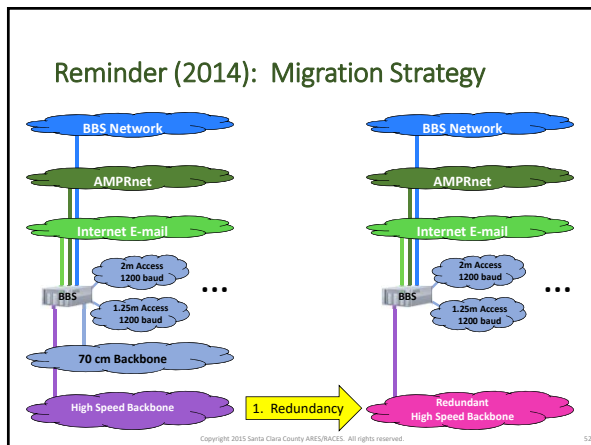 Reminder (2014): Migration Strategy
BBS Network
AMPRnet
Internet E-mail
2m Access
1200 baud
BBS
1.25m Access
1200 baud
...
70 cm Backbone
High Speed Backbone
1. Redundancy
BBS Network
AMPRnet
Internet E-mail
2m Access
1200 baud
BBS
1.25m Access
1200 baud
...
Redundant
High Speed Backbone
Copyright 2015 Santa Clara County ARES/RACES. All rights reserved.
52